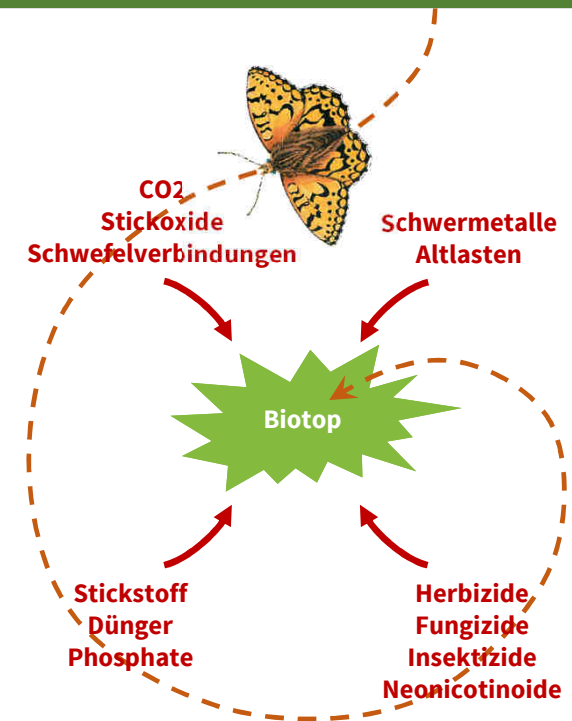 CO2
Stickoxide
Schwefelverbindungen
Schwermetalle
Altlasten
Biotop
Stickstoff
Dünger
Phosphate
Herbizide
Fungizide
Insektizide
Neonicotinoide